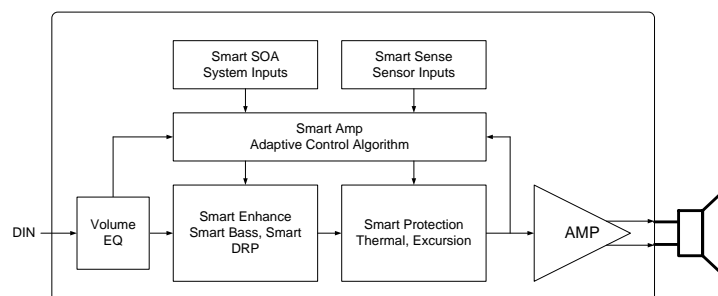 Smart SOA
System Inputs
Smart Sense
Sensor Inputs
Smart Amp
Adaptive Control Algorithm
DIN
Volume
EQ
Smart Enhance
Smart Bass, Smart
DRP
Smart Protection
Thermal, Excursion
AMP